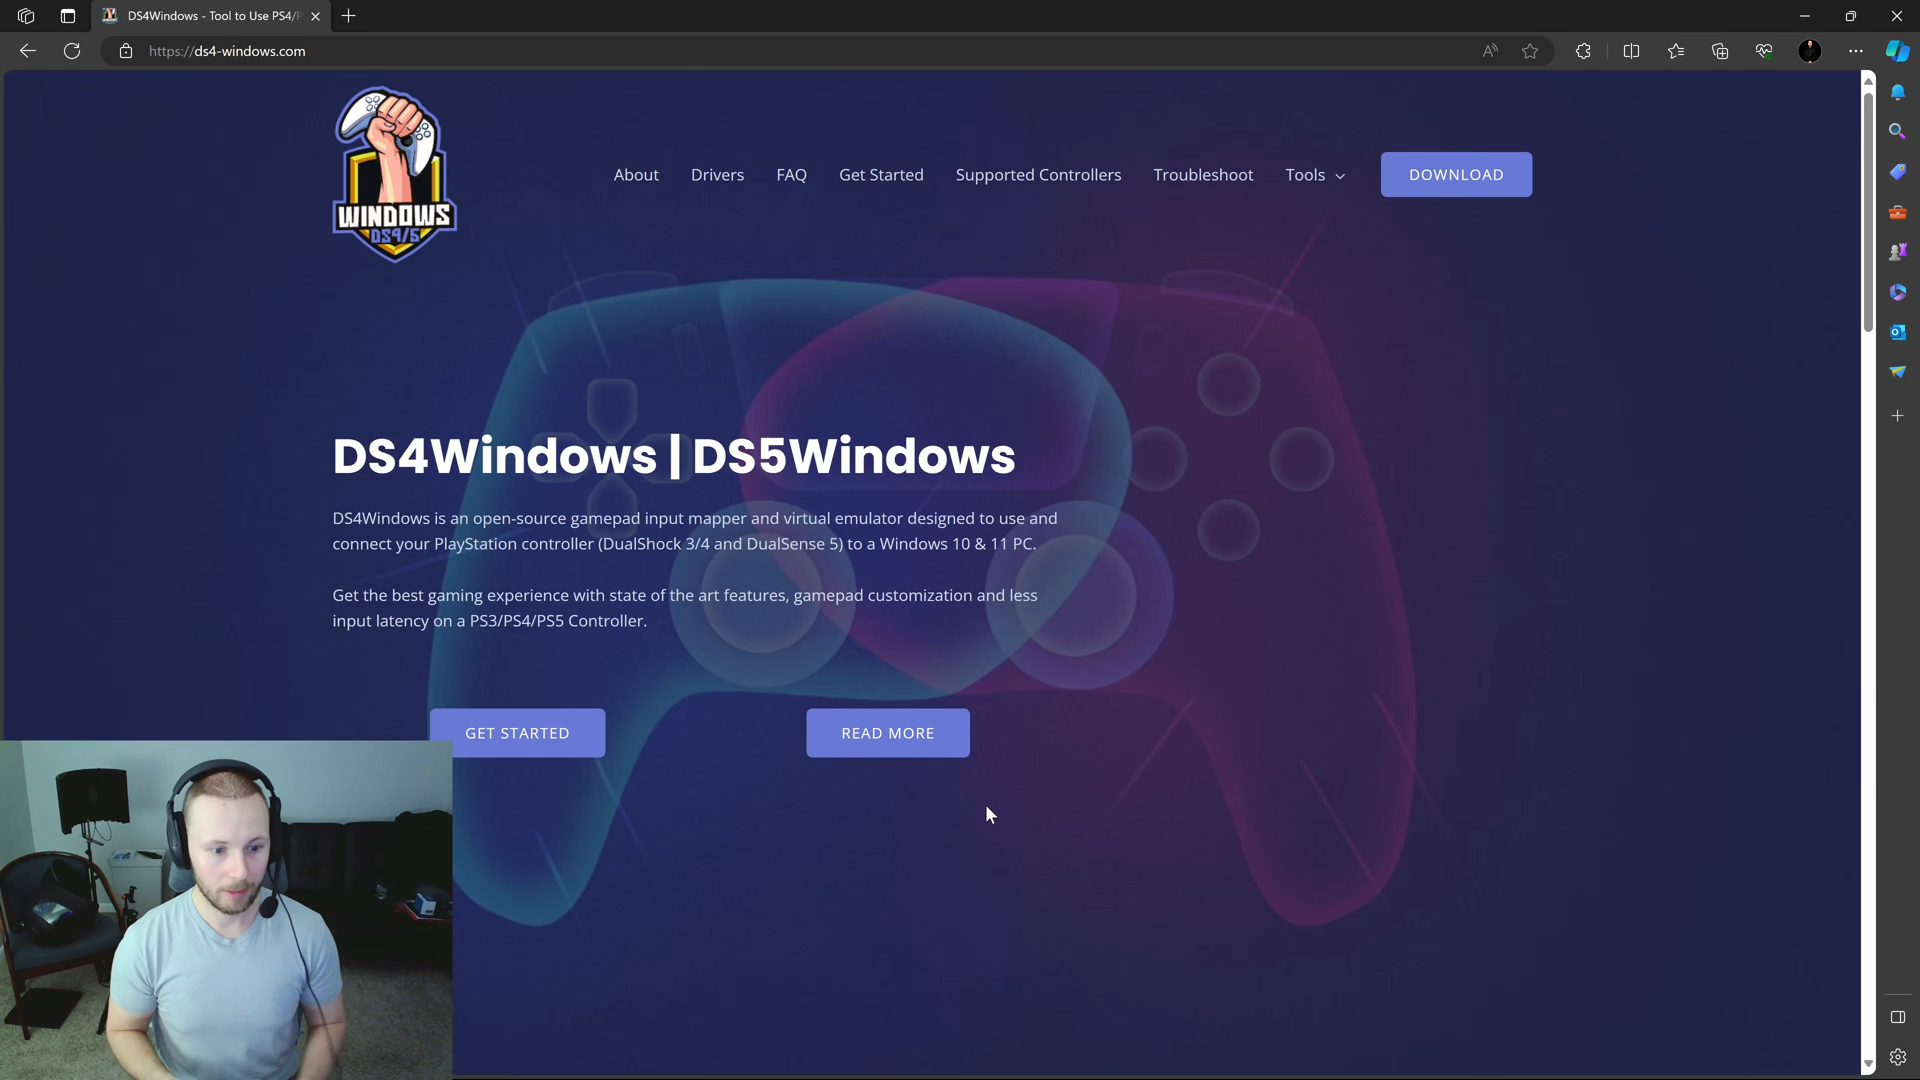 DS4Windows - Tool to Use PS4/P
https://ds4-windows.com
WINDOWS
DS4/5
About
Drivers
FAQ
Get Started
Supported Controllers
Troubleshoot
Tools
DOWNLOAD
DS4Windows | DS5Windows
DS4Windows is an open-source gamepad input mapper and virtual emulator designed to use and
connect your PlayStation controller (DualShock 3/4 and DualSense 5) to a Windows 10 & 11 PC.
Get the best gaming experience with state of the art features, gamepad customization and less
input latency on a PS3/PS4/PS5 Controller.
GET STARTED
READ MORE